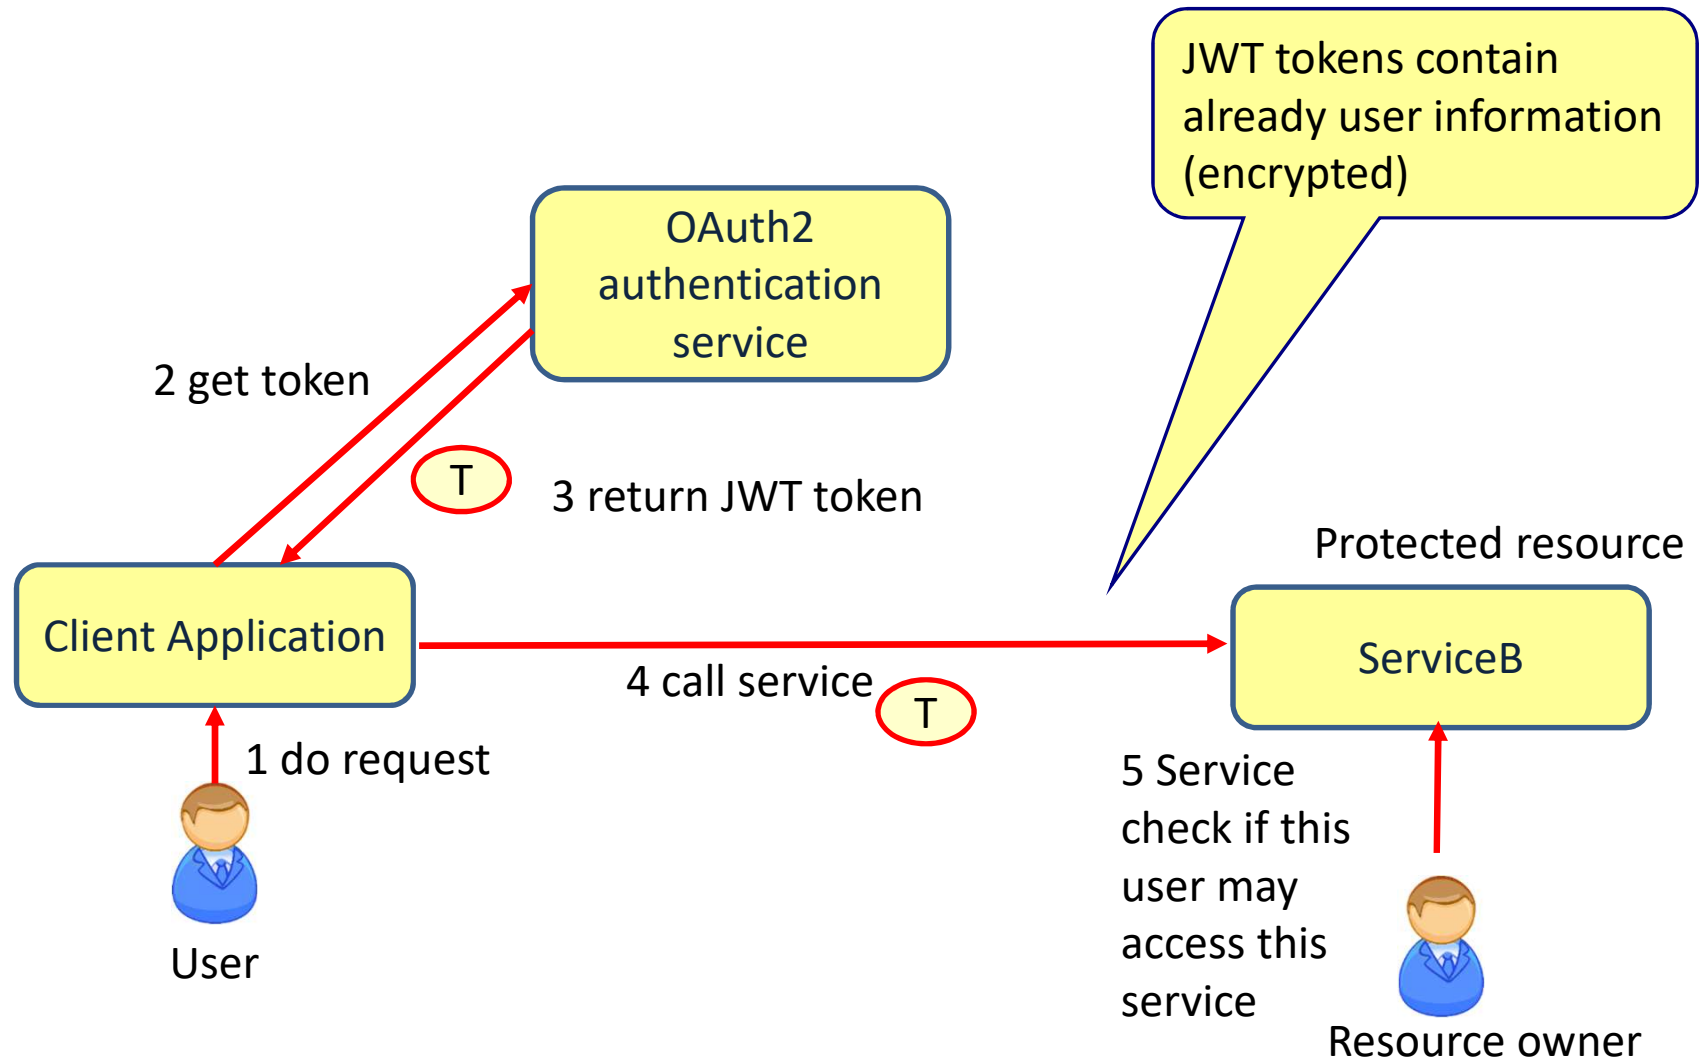 JWT tokens contain
already user information
(encrypted)
OAuth2
authentication
service
2 get token
T
3 return JWT token
Protected resource
Client Application
ServiceB
4 call service
T
1 do request
5 Service
check if this
user may
access this
service
User
Resource owner